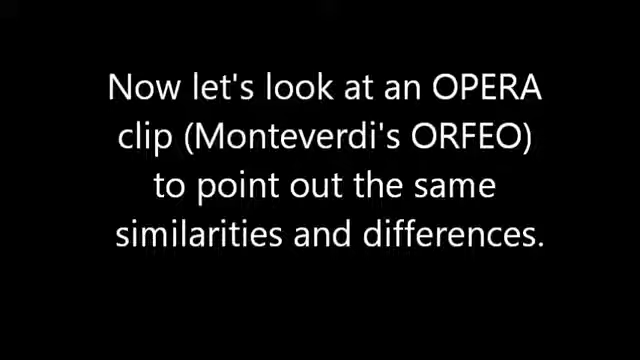 Now let's look at an OPERA
clip (Monteverdi's ORFEO)
to point out the same
similarities and differences.